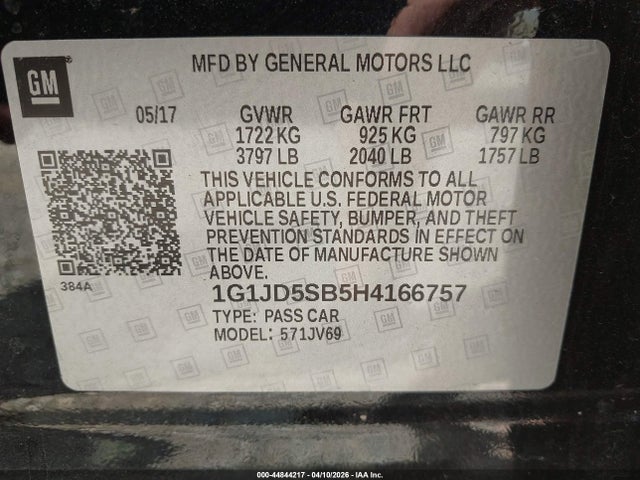 GM
MFD BY GENERAL MOTORS LLC
05/17 GVWR GAWR FRT GAWR RR
1722 KG 925 KG 797 KG
3797 LB 2040 LB 1757 LB
THIS VEHICLE CONFORMS TO ALL
APPLICABLE U.S. FEDERAL MOTOR
VEHICLE SAFETY, BUMPER, AND THEFT
PREVENTION STANDARDS IN EFFECT ON
THE DATE OF MANUFACTURE SHOWN
ABOVE.
384A
1G1JD5SB5H4166757
TYPE: PASS CAR
MODEL: 571JV69
000-44844217 - 04/10/2026 - IAA Inc.